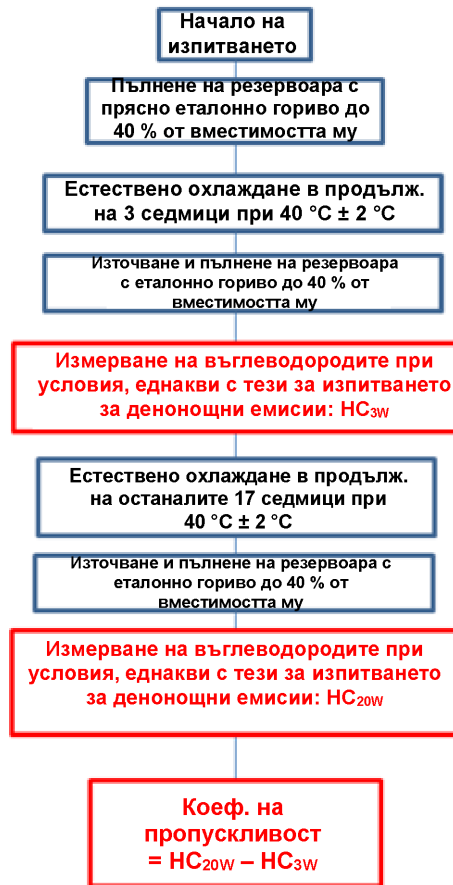 Начало на
изпитването
Пълнене на резервоара с
прясно еталонно гориво до
40 % от вместимостта му
Естествено охлаждане в продълж.
на 3 седмици при 40 °C ± 2 °C
Източване и пълнене на резервоара
с еталонно гориво до 40 % от
вместимостта му
Измерване на въглеводородите при
условия, еднакви с тези за изпитването
за денонощни емисии: HC3W
Естествено охлаждане в продълж.
на останалите 17 седмици при
40 °C ± 2 °C
Източване и пълнене на резервоара с
еталонно гориво до 40 % от
вместимостта му
Измерване на въглеводородите при
условия, еднакви с тези за изпитването
за денонощни емисии: HC20W
Коеф. на
пропускливост
= HC20W – HC3W